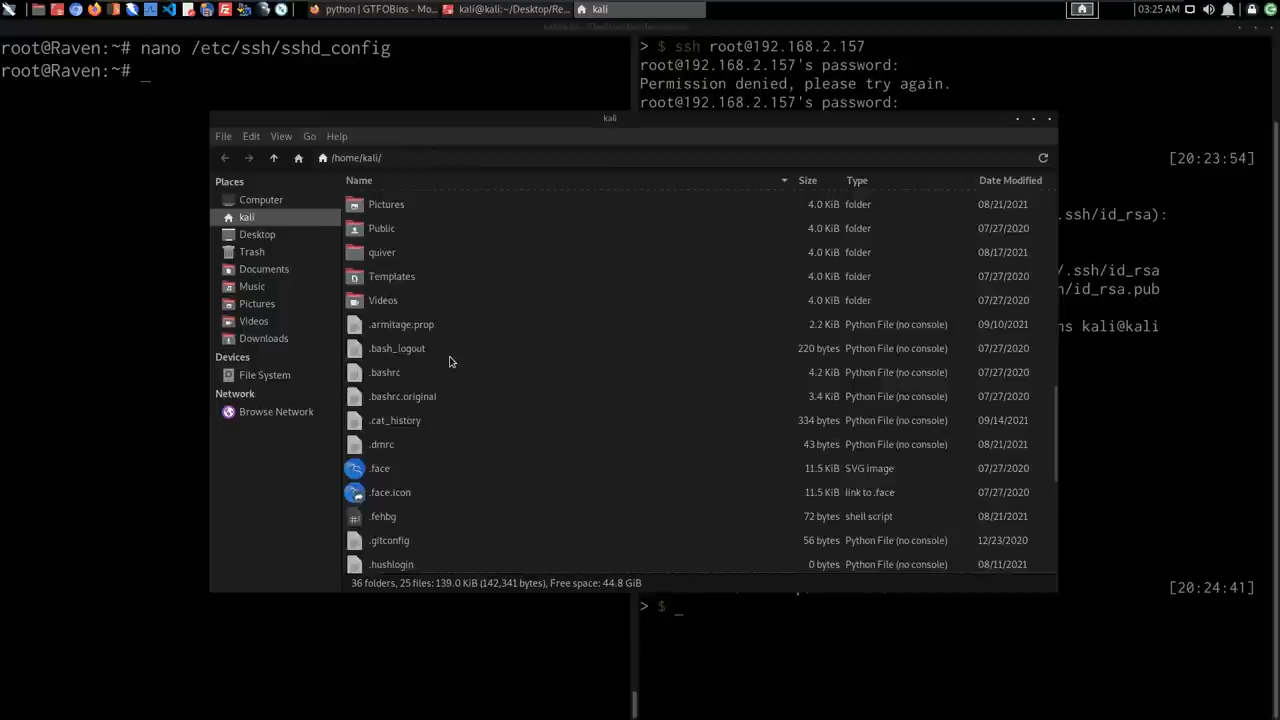 python | GTFOBins - Mo...
kali@kali:~/Desktop/Re...
kali
03:25 AM
root@Raven:~# nano /etc/ssh/sshd_config
root@Raven:~# _
> $ ssh root@192.168.2.157
root@192.168.2.157's password:
Permission denied, please try again.
root@192.168.2.157's password:
[20:23:54]
.ssh/id_rsa):
/.ssh/id_rsa
/id_rsa.pub
ns kali@kali
[20:24:41]
> $ _
kali
File Edit View Go Help
/home/kali/
Places
Computer
kali
Desktop
Trash
Documents
Music
Pictures
Videos
Downloads
Devices
File System
Network
Browse Network
Name Size Type Date Modified
Pictures 4.0 KiB folder 08/21/2021
Public 4.0 KiB folder 07/27/2020
quiver 4.0 KiB folder 08/17/2021
Templates 4.0 KiB folder 07/27/2020
Videos 4.0 KiB folder 07/27/2020
.armitage.prop 2.2 KiB Python File (no console) 09/10/2021
.bash_logout 220 bytes Python File (no console) 07/27/2020
.bashrc 4.2 KiB Python File (no console) 07/27/2020
.bashrc.original 3.4 KiB Python File (no console) 07/27/2020
.cat_history 334 bytes Python File (no console) 09/14/2021
.dmrc 43 bytes Python File (no console) 08/21/2021
.face 11.5 KiB SVG image 07/27/2020
.face.icon 11.5 KiB link to .face 07/27/2020
.fehbg 72 bytes shell script 08/21/2021
.gitconfig 56 bytes Python File (no console) 12/23/2020
.hushlogin 0 bytes Python File (no console) 08/11/2021
36 folders, 25 files: 139.0 KiB (142,341 bytes), Free space: 44.8 GiB